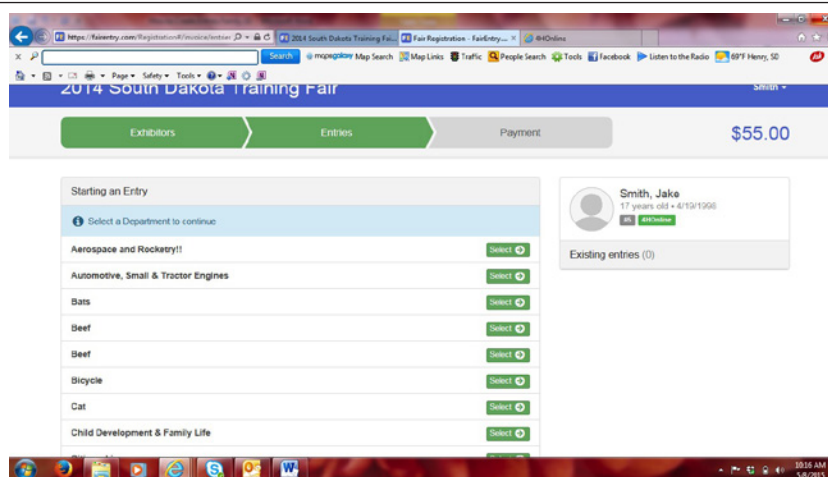 https://fairentry.com/Registration#/invoice/entries
2014 South Dakota Training Fai...
Fair Registration - FairEntry....
4HOnline
Search
mapsgalaxy Map Search
Map Links
Traffic
People Search
Tools
Facebook
Listen to the Radio
69°F Henry, SD
Page
Safety
Tools
2014 South Dakota Training Fair
Smith
Exhibitors
Entries
Payment
$55.00
Starting an Entry
Select a Department to continue
Aerospace and Rocketry!! Select
Automotive, Small & Tractor Engines Select
Bats Select
Beef Select
Beef Select
Bicycle Select
Cat Select
Child Development & Family Life Select
Smith, Jake
17 years old • 4/19/1998
4HOnline
Existing entries (0)
10:16 AM
5/8/2015